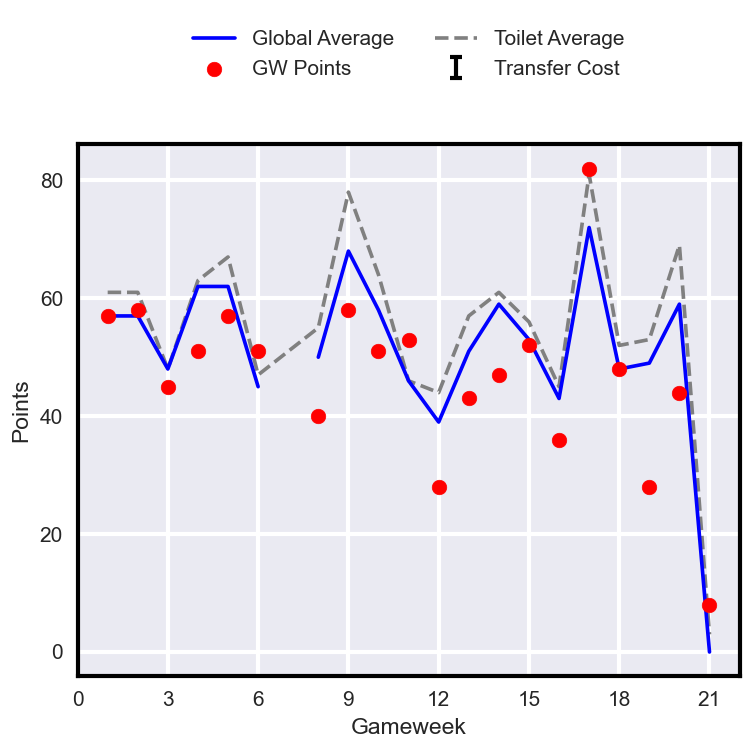 Global Average
Toilet Average
GW Points
Transfer Cost
80
60
40
20
0
Points
0 3 6 9 12 15 18 21
Gameweek